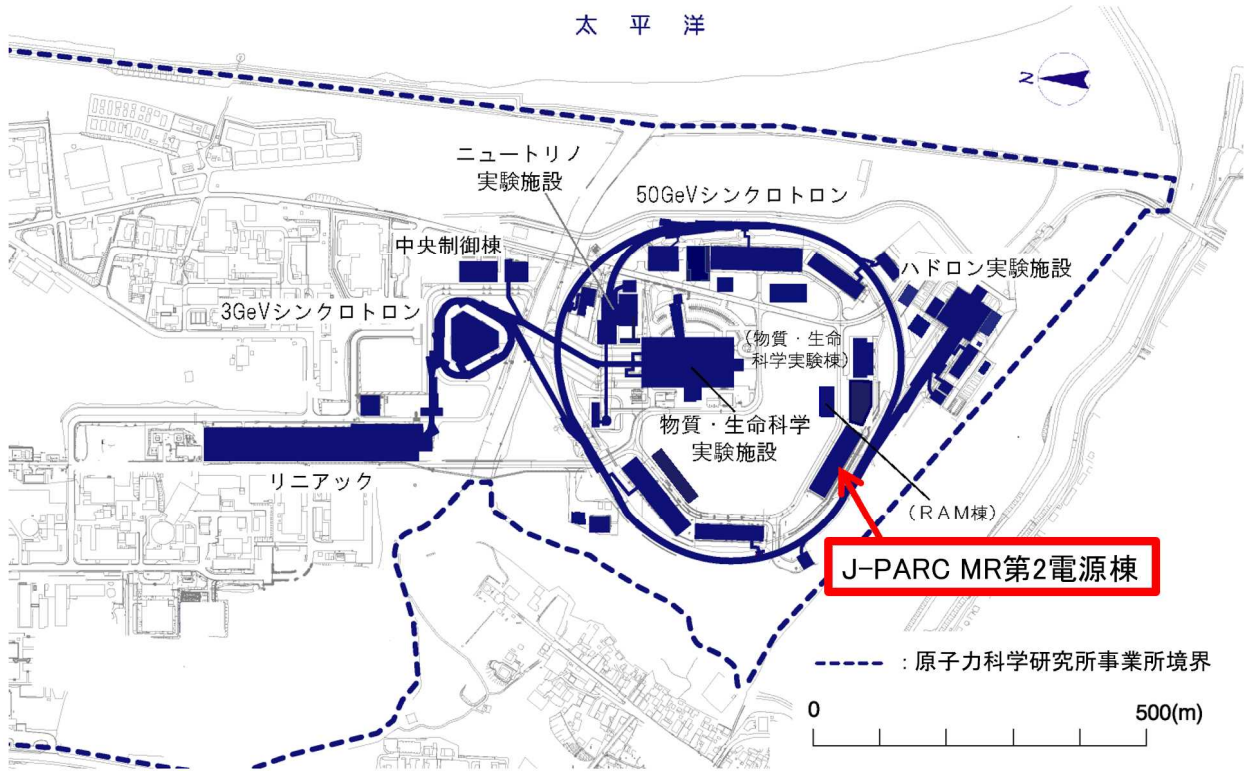 太 平 洋
N
ニュートリノ
実験施設
50GeVシンクロトロン
中央制御棟
ハドロン実験施設
3GeVシンクロトロン
(物質・生命
科学実験棟)
物質・生命科学
実験施設
リニアック
(RAM棟)
J-PARC MR第2電源棟
:原子力科学研究所事業所境界
0
500(m)